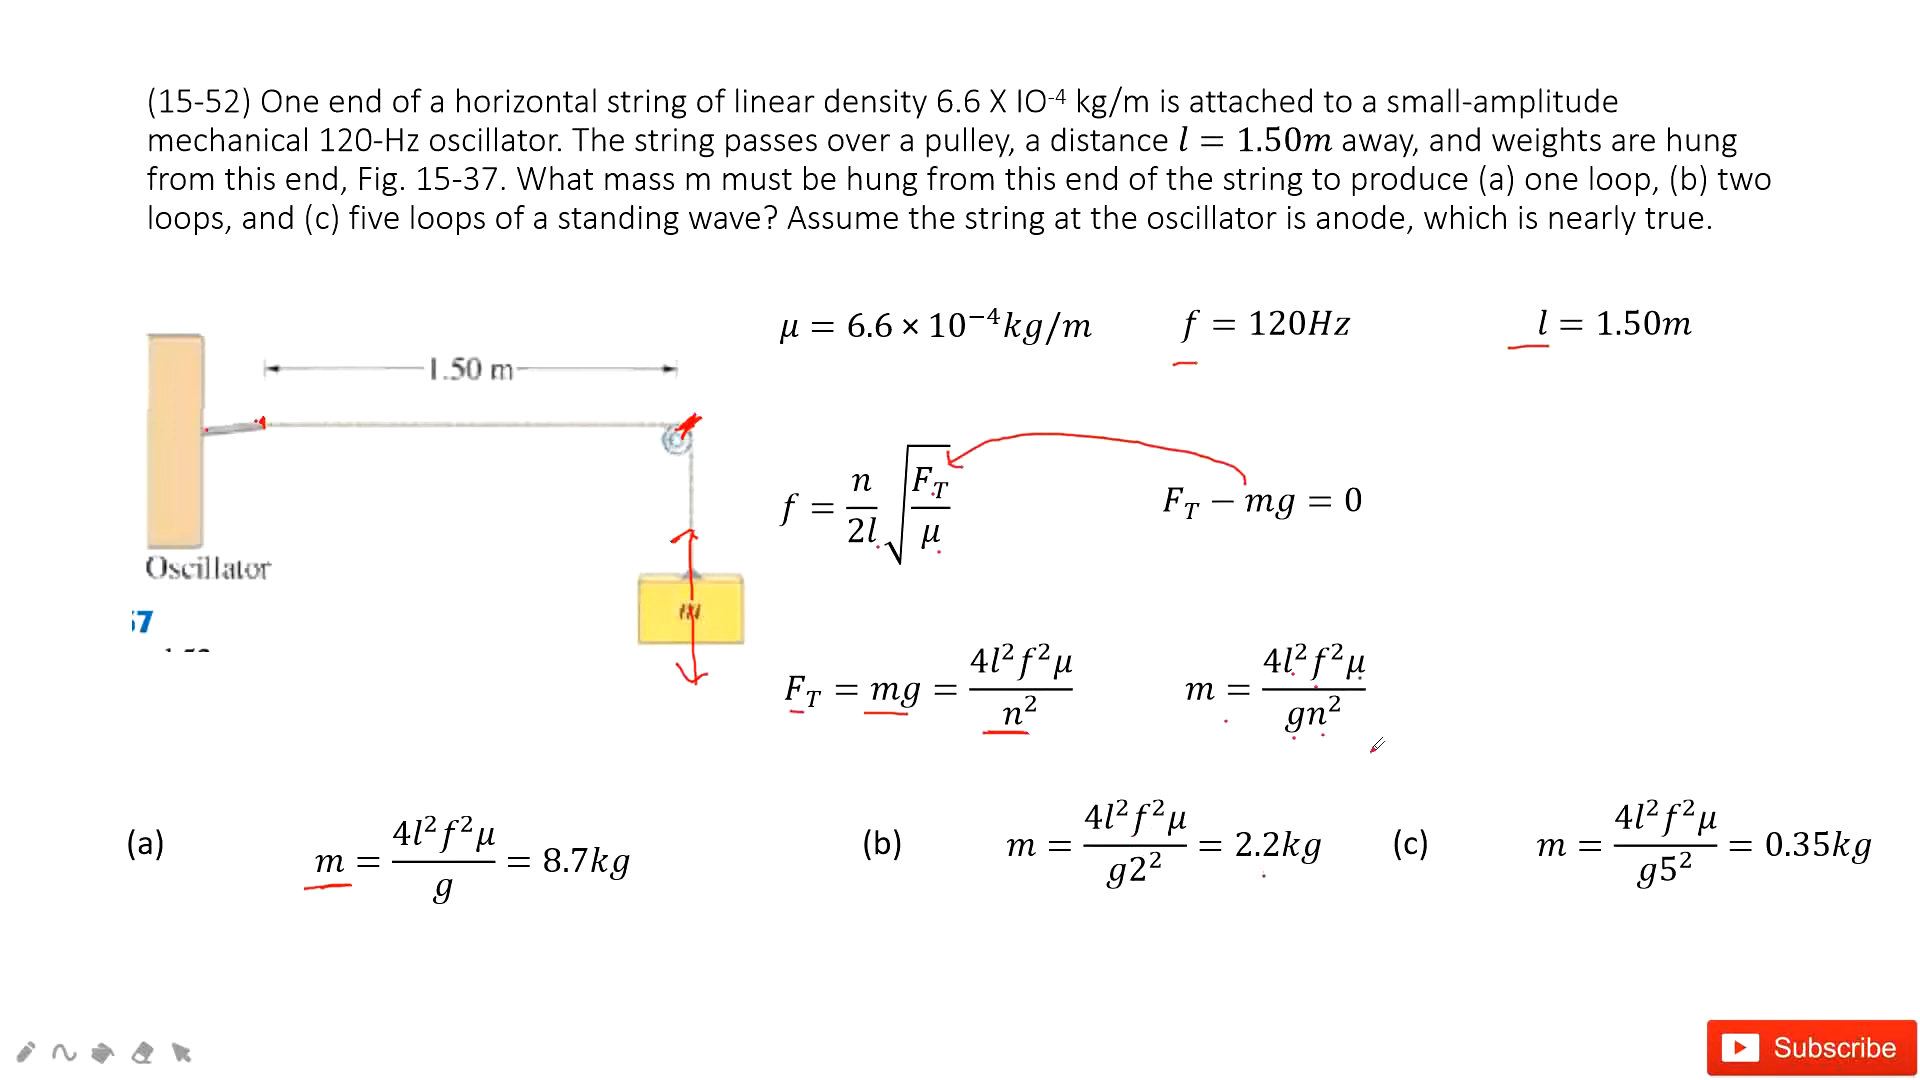 (15-52) One end of a horizontal string of linear density 6.6 X IO⁻⁴ kg/m is attached to a small-amplitude
mechanical 120-Hz oscillator. The string passes over a pulley, a distance l = 1.50m away, and weights are hung
from this end, Fig. 15-37. What mass m must be hung from this end of the string to produce (a) one loop, (b) two
loops, and (c) five loops of a standing wave? Assume the string at the oscillator is anode, which is nearly true.
μ = 6.6 × 10⁻⁴kg/m f = 120Hz l = 1.50m
1.50 m
f = n/2l √(F_T/μ) F_T − mg = 0
Oscillator
m
57
F_T = mg = 4l²f²μ/n² m = 4l²f²μ/gn²
(a) m = 4l²f²μ/g = 8.7kg (b) m = 4l²f²μ/g2² = 2.2kg (c) m = 4l²f²μ/g5² = 0.35kg
Subscribe